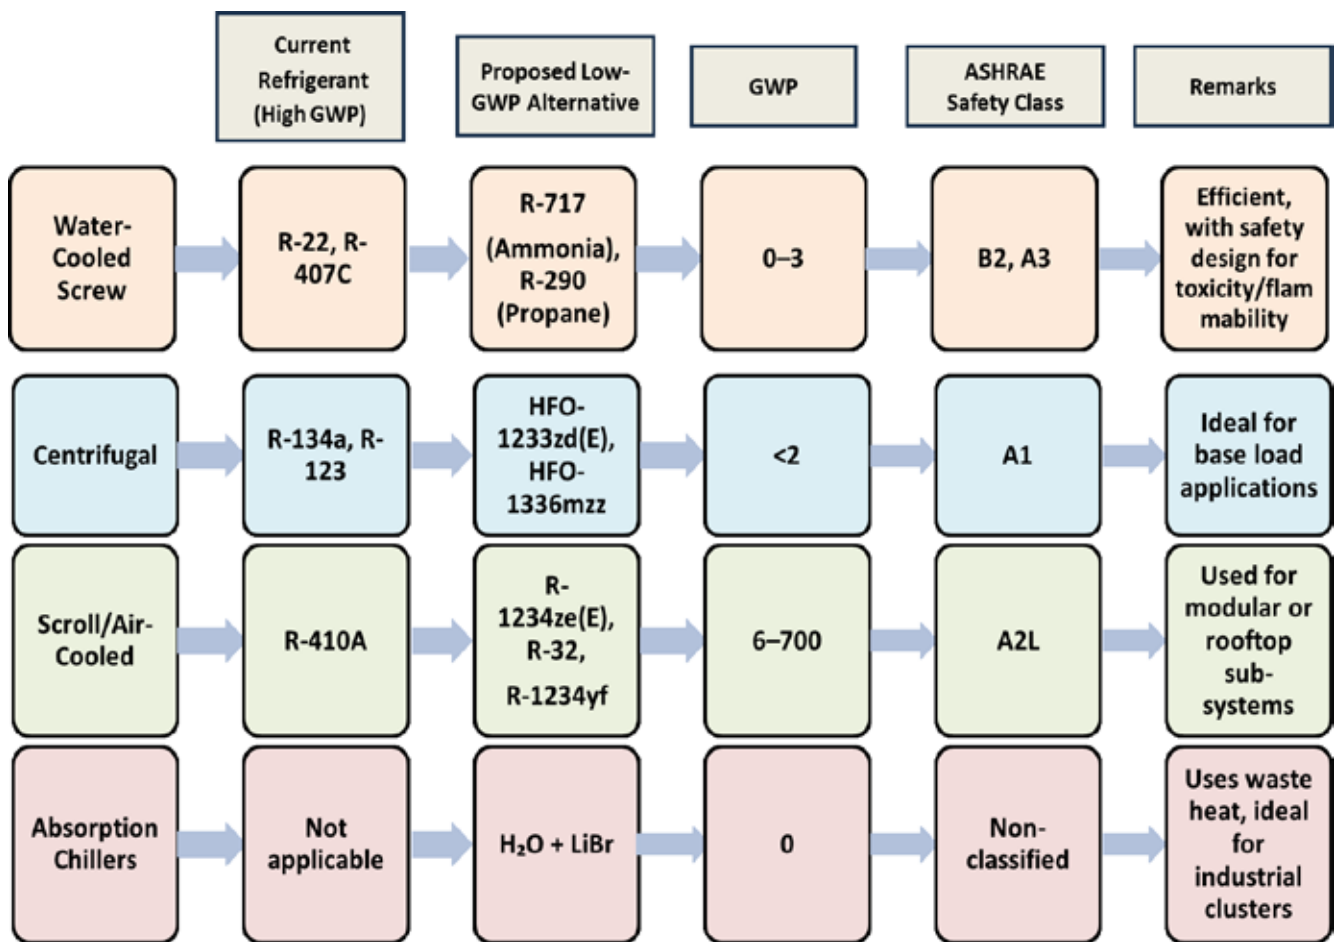 Current
Refrigerant
(High GWP)
Proposed Low-
GWP Alternative
GWP
ASHRAE
Safety Class
Remarks
Water-
Cooled
Screw
R-22, R-
407C
R-717
(Ammonia),
R-290
(Propane)
0–3
B2, A3
Efficient,
with safety
design for
toxicity/flam
mability
Centrifugal
R-134a, R-
123
HFO-
1233zd(E),
HFO-
1336mzz
<2
A1
Ideal for
base load
applications
Scroll/Air-
Cooled
R-410A
R-
1234ze(E),
R-32,
R-1234yf
6–700
A2L
Used for
modular or
rooftop
sub-
systems
Absorption
Chillers
Not
applicable
H₂O + LiBr
0
Non-
classified
Uses waste
heat, ideal
for
industrial
clusters